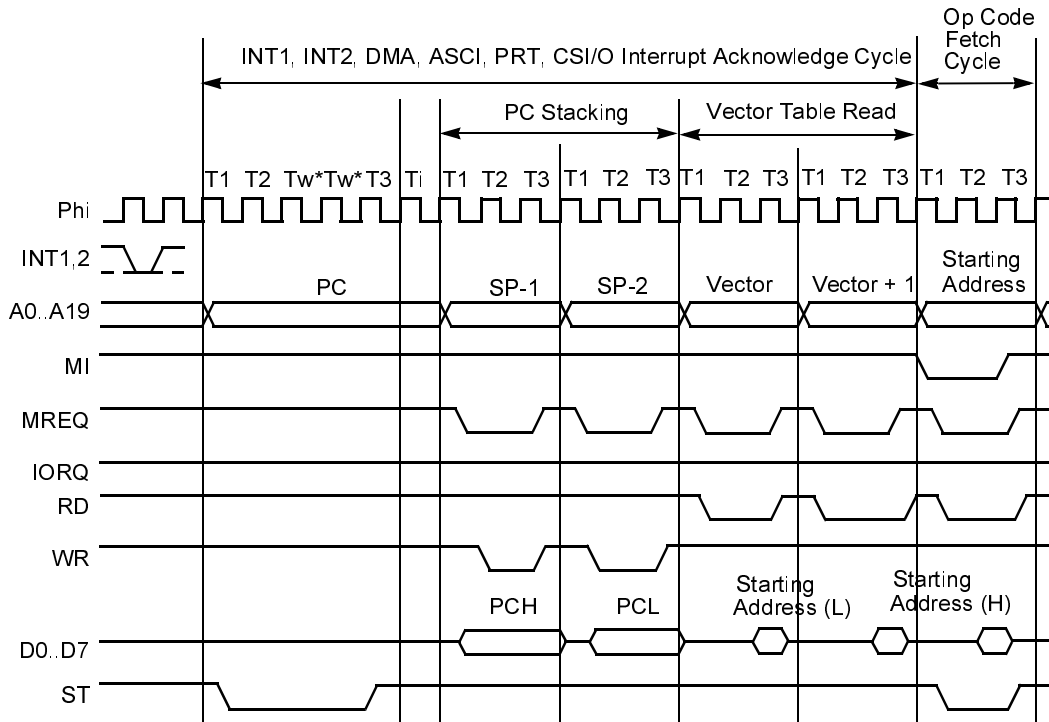 Op Code
Fetch
Cycle
INT1, INT2, DMA, ASCI, PRT, CSI/O Interrupt Acknowledge Cycle
PC Stacking
Vector Table Read
T1 T2 Tw*Tw* T3 Ti T1 T2 T3 T1 T2 T3 T1 T2 T3 T1 T2 T3 T1 T2 T3
Phi
INT1,2
PC SP-1 SP-2 Vector Vector + 1
Starting
Address
A0..A19
MI
MREQ
IORQ
RD
WR
PCH PCL
Starting
Address (L)
Starting
Address (H)
D0..D7
ST